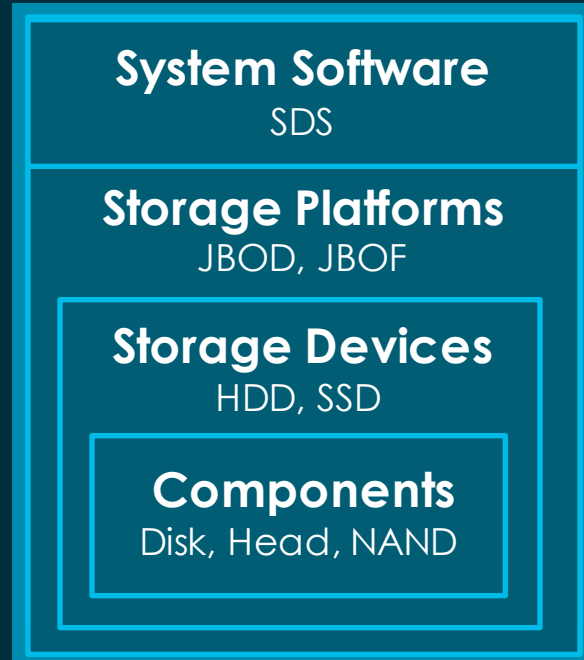 System Software
SDS
Storage Platforms
JBOD, JBOF
Storage Devices
HDD, SSD
Components
Disk, Head, NAND